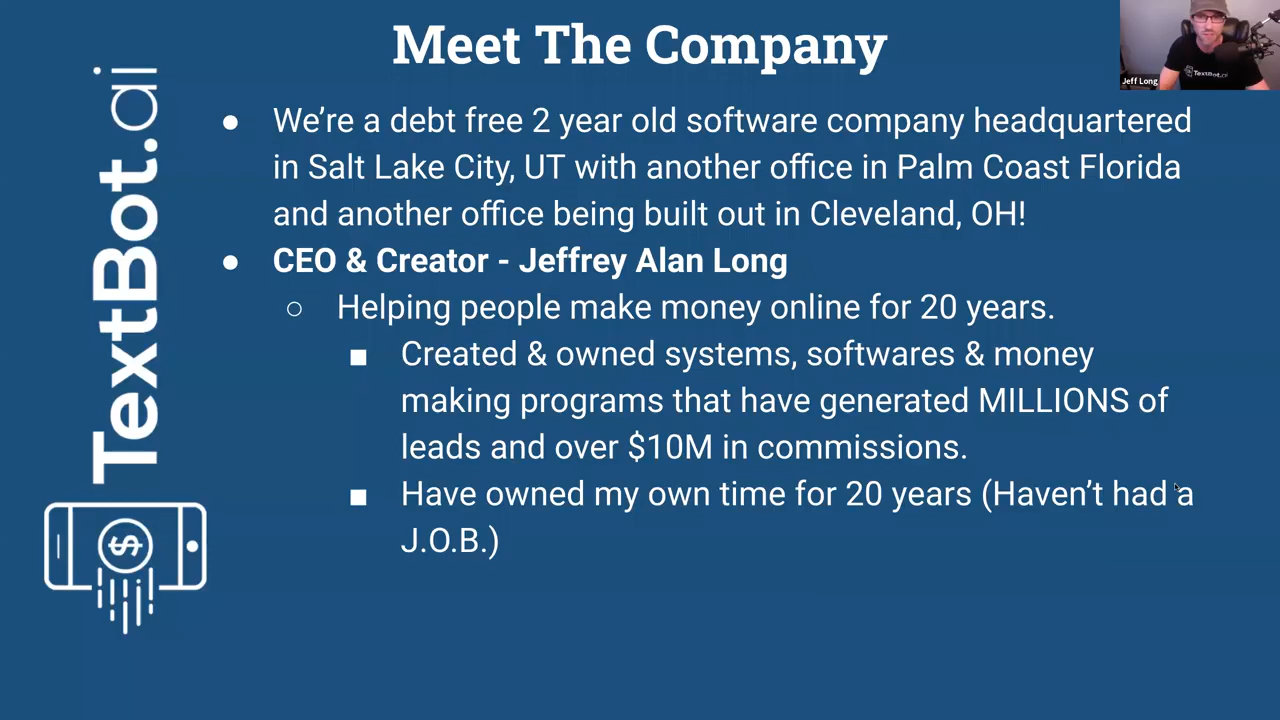 Meet The Company
Jeff Long
TextBot.ai
TextBot.ai
● We’re a debt free 2 year old software company headquartered
in Salt Lake City, UT with another office in Palm Coast Florida
and another office being built out in Cleveland, OH!
● CEO & Creator - Jeffrey Alan Long
○ Helping people make money online for 20 years.
■ Created & owned systems, softwares & money
making programs that have generated MILLIONS of
leads and over $10M in commissions.
■ Have owned my own time for 20 years (Haven’t had a
J.O.B.)
$